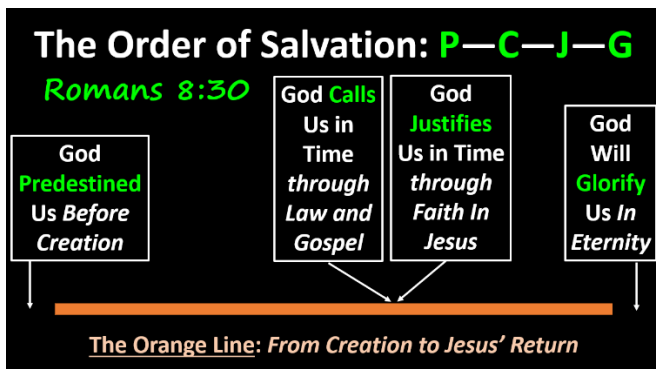 The Order of Salvation: P—C—J—G
Romans 8:30
God
Predestined
Us Before
Creation
God Calls
Us in
Time
through
Law and
Gospel
God
Justifies
Us in Time
through
Faith In
Jesus
God
Will
Glorify
Us In
Eternity
The Orange Line: From Creation to Jesus’ Return